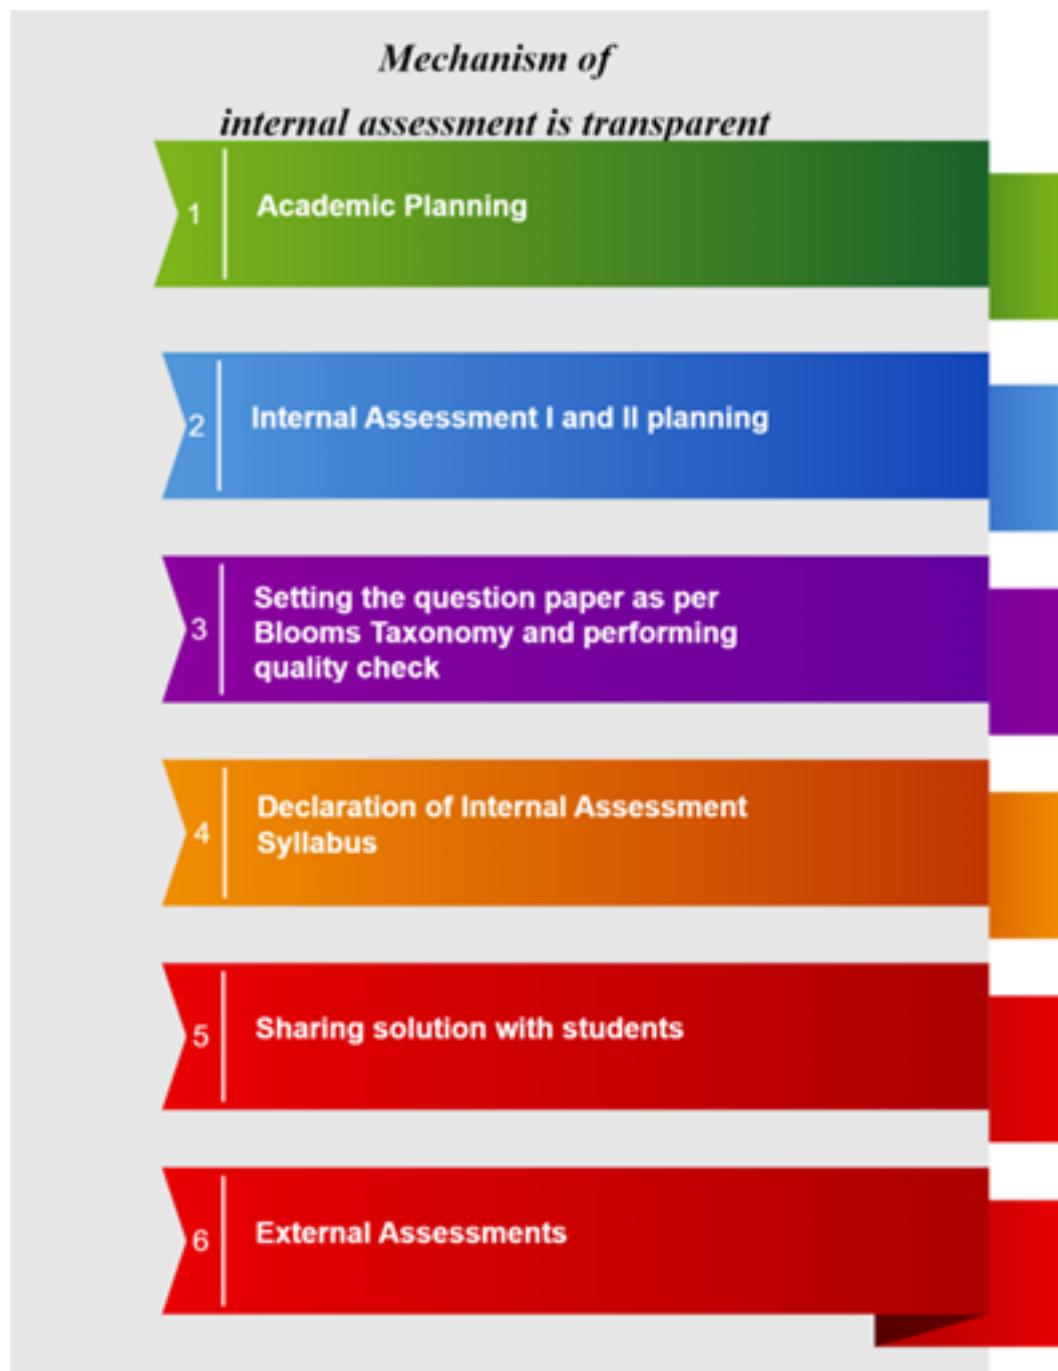 Mechanism of
internal assessment is transparent
1
Academic Planning
2
Internal Assessment I and II planning
3
Setting the question paper as per
Blooms Taxonomy and performing
quality check
4
Declaration of Internal Assessment
Syllabus
5
Sharing solution with students
6
External Assessments